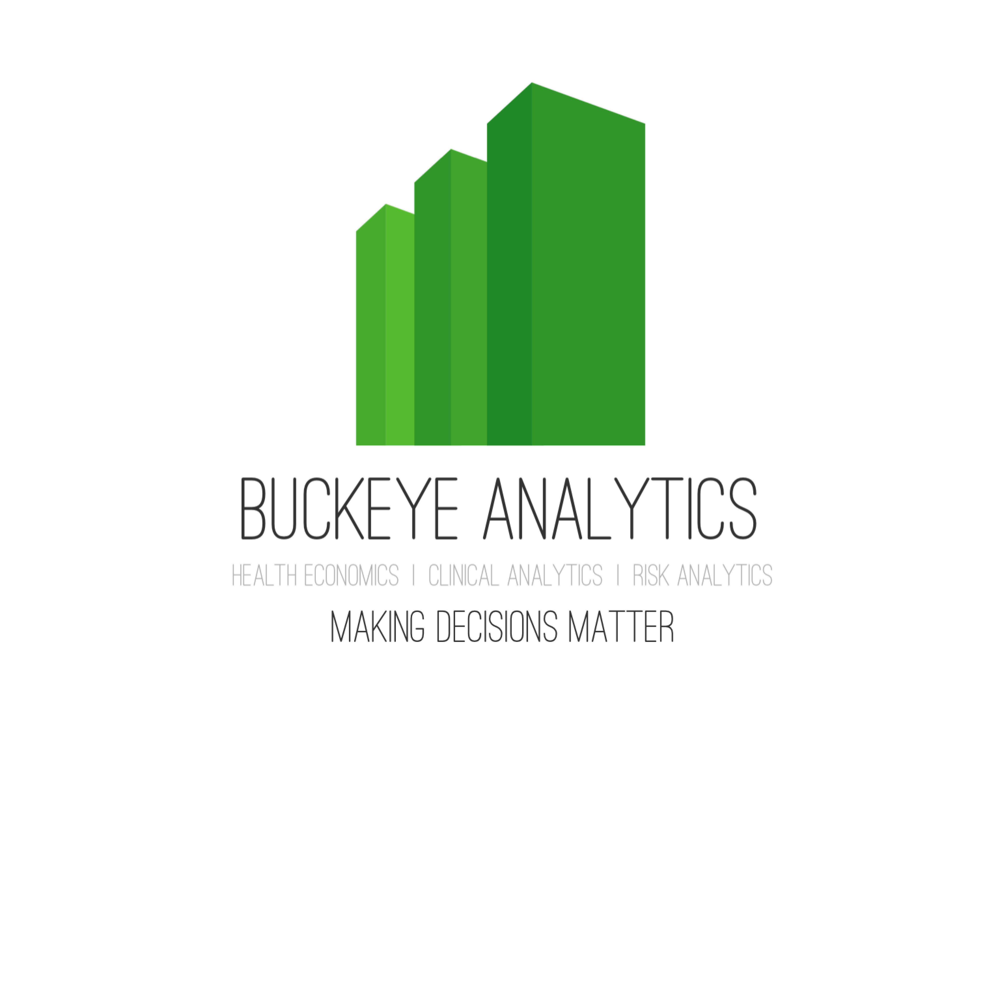 BUCKEYE ANALYTICS
HEALTH ECONOMICS | CLINICAL ANALYTICS | RISK ANALYTICS
MAKING DECISIONS MATTER